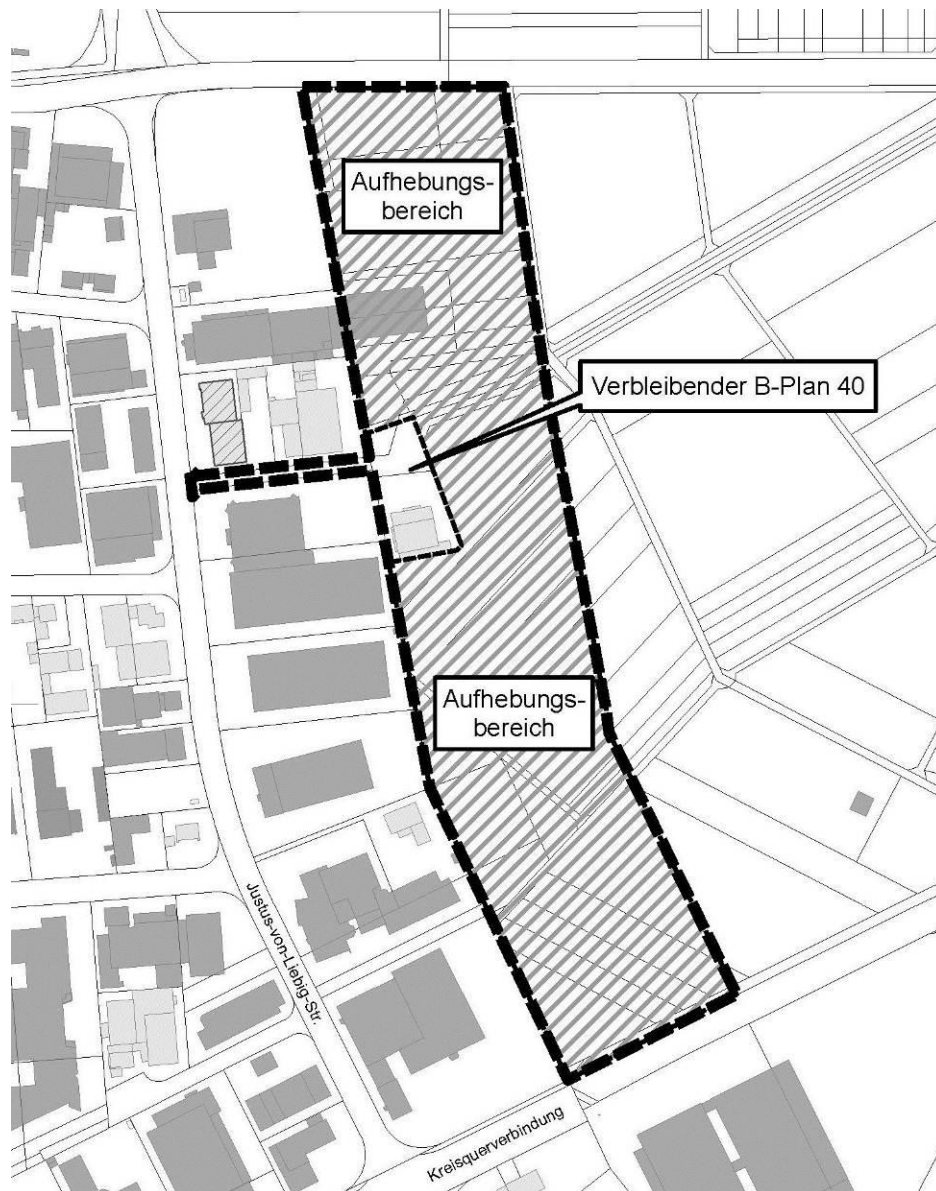 Aufhebungs-
bereich
Verbleibender B-Plan 40
Aufhebungs-
bereich
Justus-von-Liebig-Str.
Kreisquerverbindung